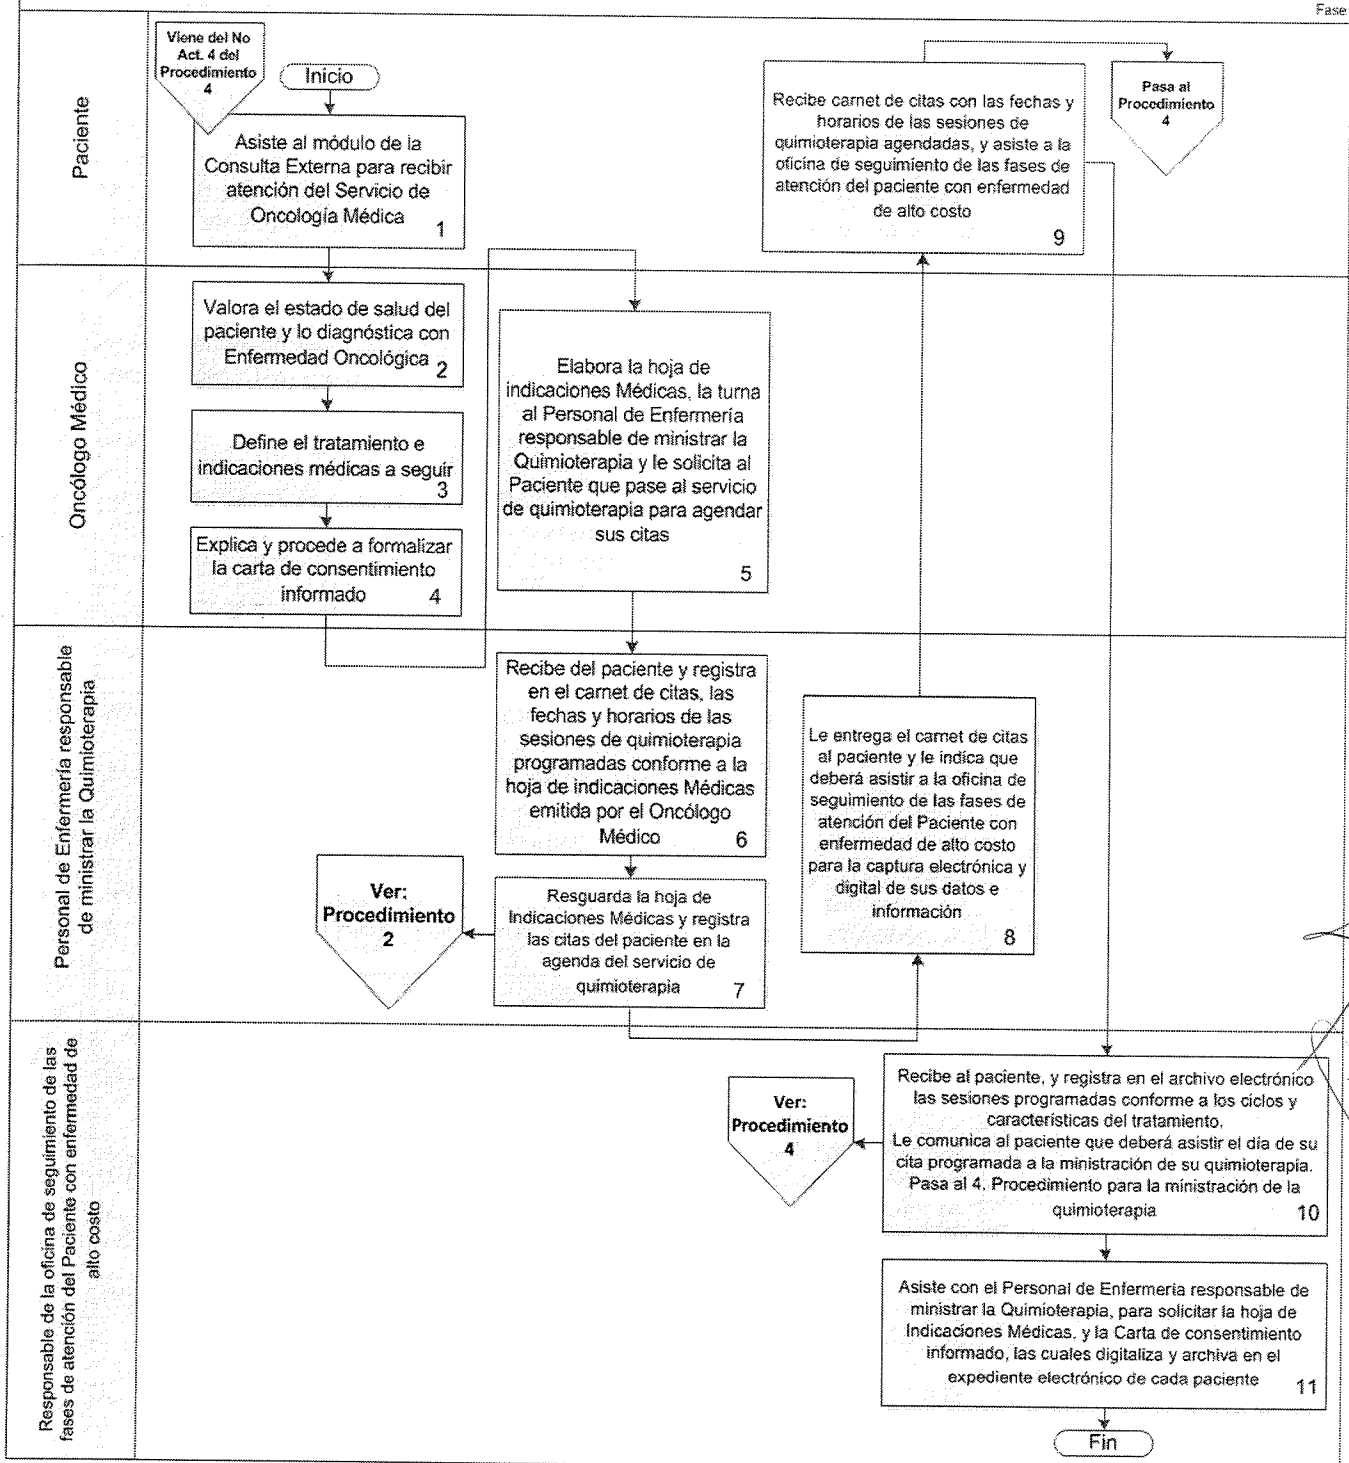 Fase
Paciente
Viene del No
Act. 4 del
Procedimiento
4
Inicio
Asiste al módulo de la
Consulta Externa para recibir
atención del Servicio de
Oncología Médica
1
Recibe carnet de citas con las fechas y
horarios de las sesiones de
quimioterapia agendadas, y asiste a la
oficina de seguimiento de las fases de
atención del paciente con enfermedad
de alto costo
9
Pasa al
Procedimiento
4
Oncólogo Médico
Valora el estado de salud del
paciente y lo diagnóstica con
Enfermedad Oncológica
2
Define el tratamiento e
indicaciones médicas a seguir
3
Explica y procede a formalizar
la carta de consentimiento
informado
4
Elabora la hoja de
indicaciones Médicas, la turna
al Personal de Enfermería
responsable de ministrar la
Quimioterapia y le solicita al
Paciente que pase al servicio
de quimioterapia para agendar
sus citas
5
Personal de Enfermería responsable
de ministrar la Quimioterapia
Recibe del paciente y registra
en el carnet de citas, las
fechas y horarios de las
sesiones de quimioterapia
programadas conforme a la
hoja de indicaciones Médicas
emitida por el Oncólogo
Médico
6
Ver:
Procedimiento
2
Resguarda la hoja de
Indicaciones Médicas y registra
las citas del paciente en la
agenda del servicio de
quimioterapia
7
Le entrega el carnet de citas
al paciente y le indica que
deberá asistir a la oficina de
seguimiento de las fases de
atención del Paciente con
enfermedad de alto costo
para la captura electrónica y
digital de sus datos e
información
8
Responsable de la oficina de seguimiento de las
fases de atención del Paciente con enfermedad de
alto costo
Ver:
Procedimiento
4
Recibe al paciente, y registra en el archivo electrónico
las sesiones programadas conforme a los ciclos y
características del tratamiento.
Le comunica al paciente que deberá asistir el día de su
cita programada a la ministración de su quimioterapia.
Pasa al 4. Procedimiento para la ministración de la
quimioterapia
10
Asiste con el Personal de Enfermería responsable de
ministrar la Quimioterapia, para solicitar la hoja de
Indicaciones Médicas, y la Carta de consentimiento
informado, las cuales digitaliza y archiva en el
expediente electrónico de cada paciente
11
Fin